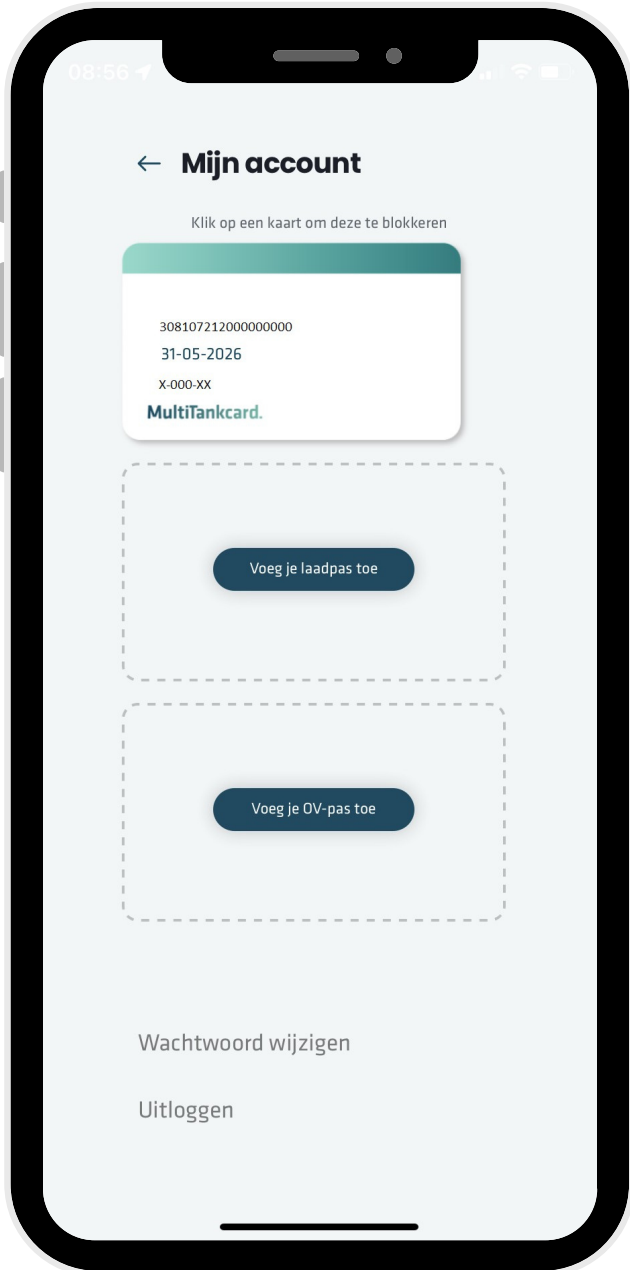 08:56
Mijn account
Klik op een kaart om deze te blokkeren
308107212000000000
31-05-2026
X-000-XX
MultiTankcard.
Voeg je laadpas toe
Voeg je OV-pas toe
Wachtwoord wijzigen
Uitloggen